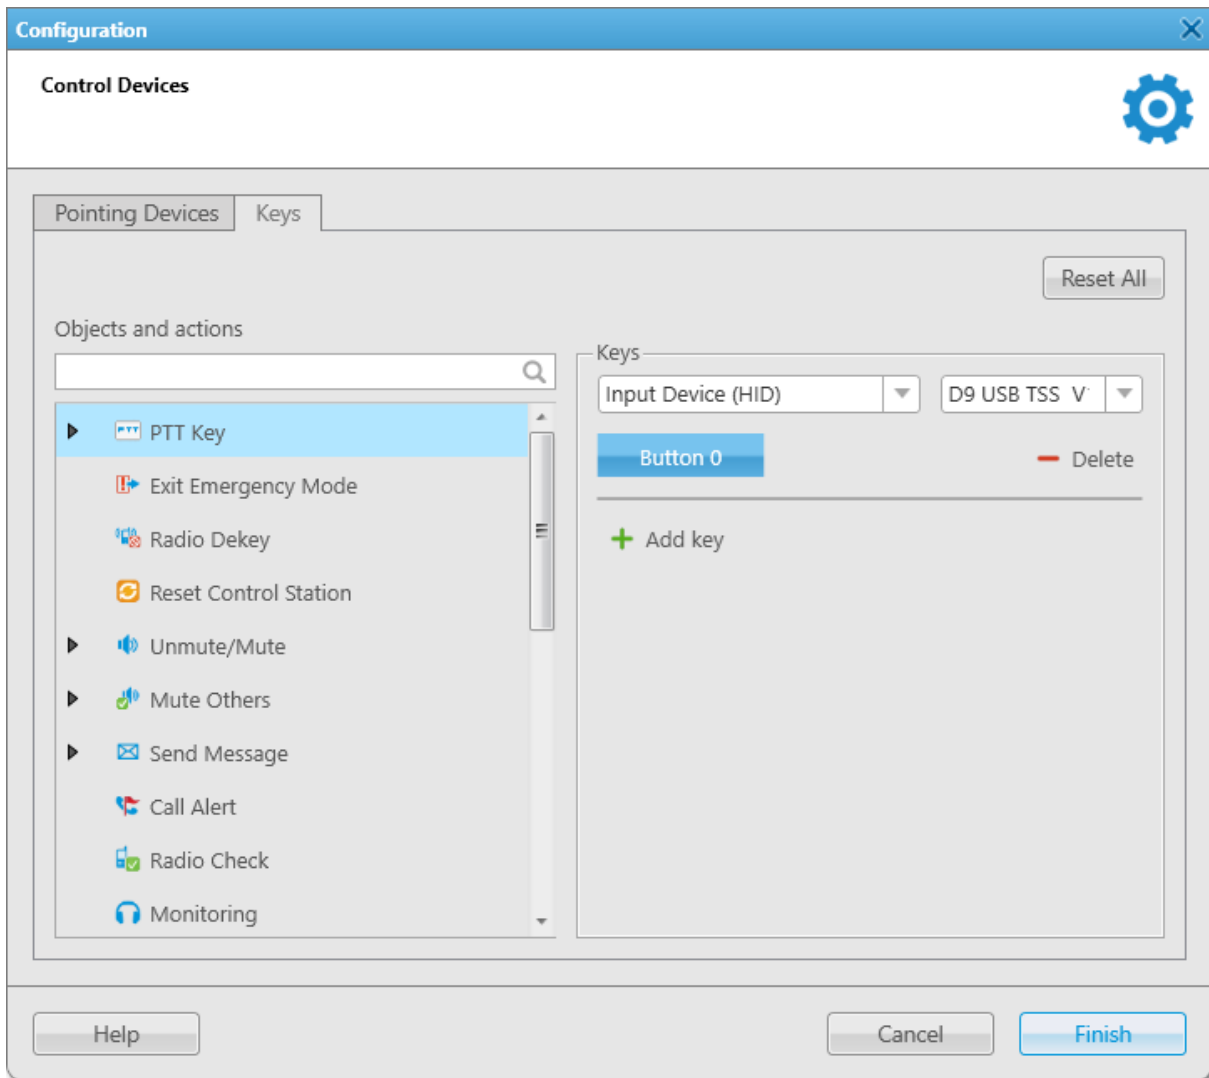 Configuration
Control Devices
Pointing Devices
Keys
Reset All
Objects and actions
Keys
Input Device (HID)
D9 USB TSS V
Button 0
Delete
Add key
PTT
PTT Key
Exit Emergency Mode
Radio Dekey
Reset Control Station
Unmute/Mute
Mute Others
Send Message
Call Alert
Radio Check
Monitoring
Help
Cancel
Finish